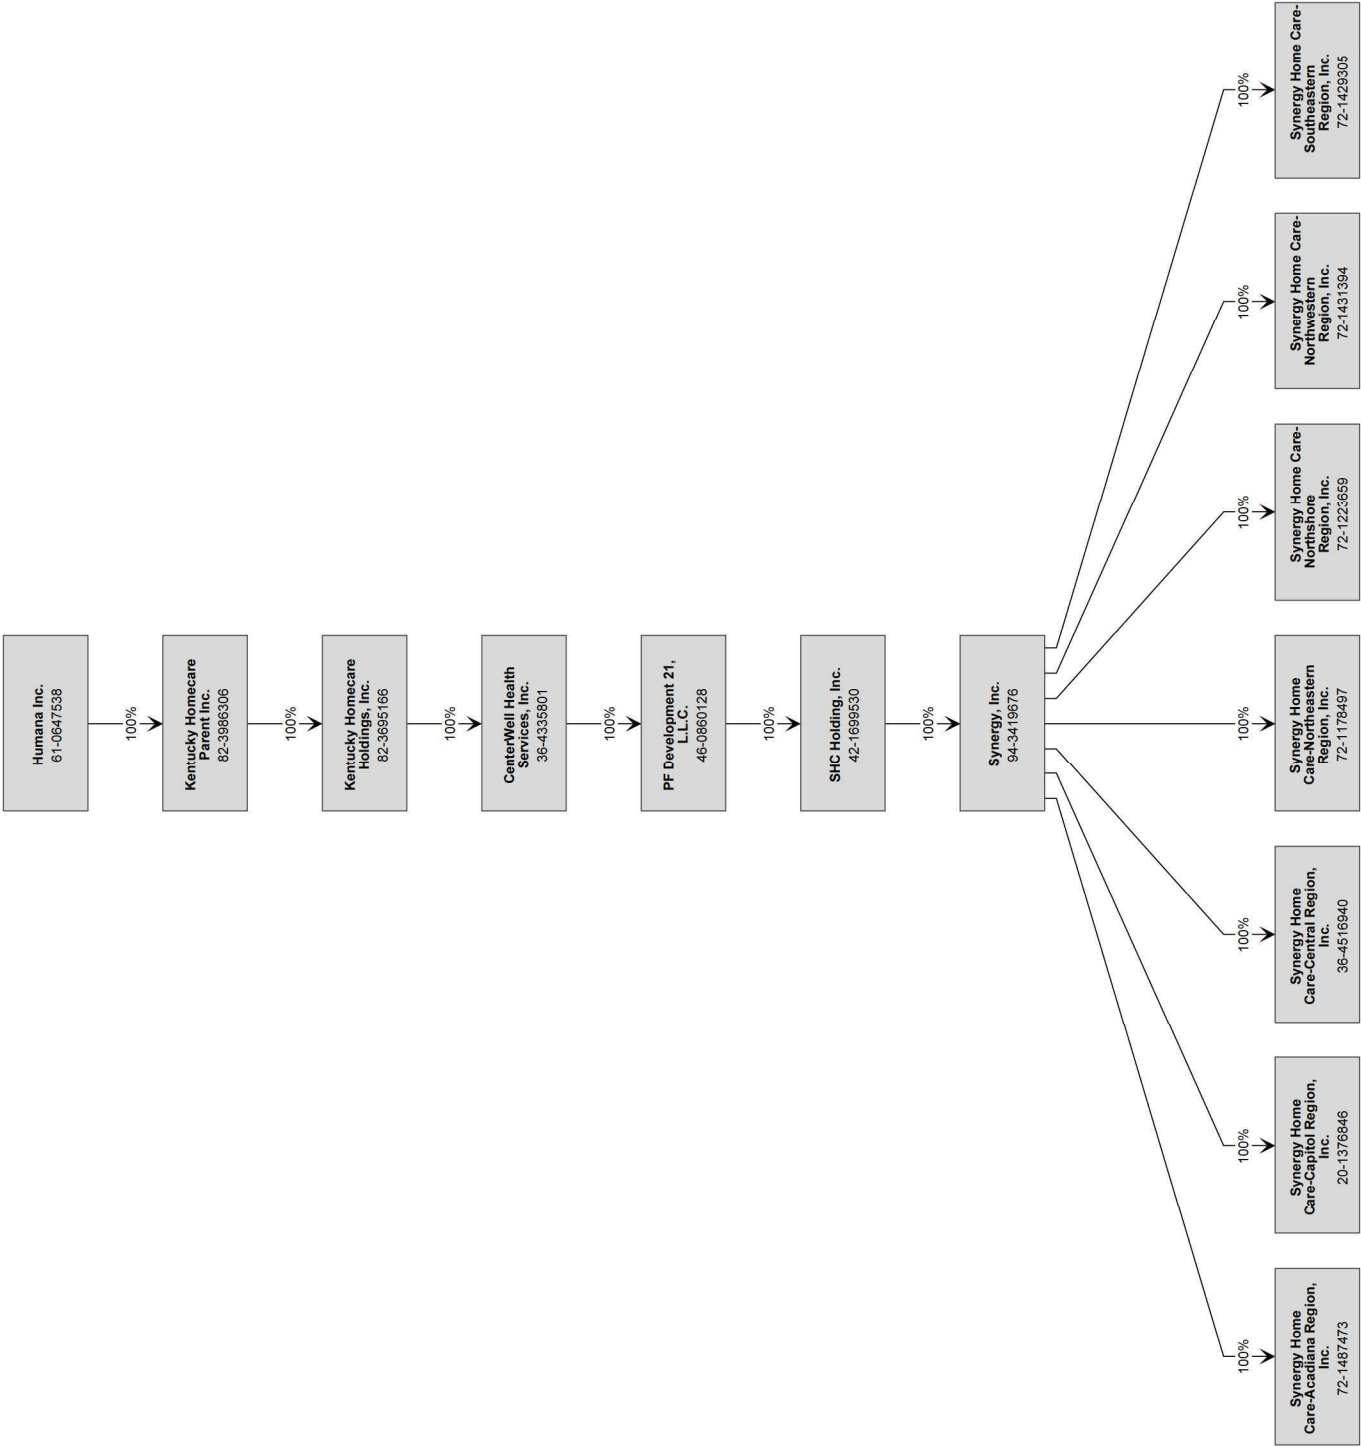 Humana Inc.
61-0647538
100%
Kentucky Homecare
Parent Inc.
82-3986306
100%
Kentucky Homecare
Holdings, Inc.
82-3695166
100%
CenterWell Health
Services, Inc.
36-4335801
100%
PF Development 21,
L.L.C.
46-0860128
100%
SHC Holding, Inc.
42-1699530
100%
Synergy, Inc.
94-3419676
100%
100%
100%
100%
100%
100%
100%
Synergy Home
Care-Acadiana Region,
Inc.
72-1487473
Synergy Home
Care-Capitol Region,
Inc.
20-1376846
Synergy Home
Care-Central Region,
Inc.
36-4516940
Synergy Home
Care-Northeastern
Region, Inc.
72-1178497
Synergy Home Care-
Northshore
Region, Inc.
72-1223659
Synergy Home Care-
Northwestern
Region, Inc.
72-1431394
Synergy Home Care-
Southeastern
Region, Inc.
72-1429305